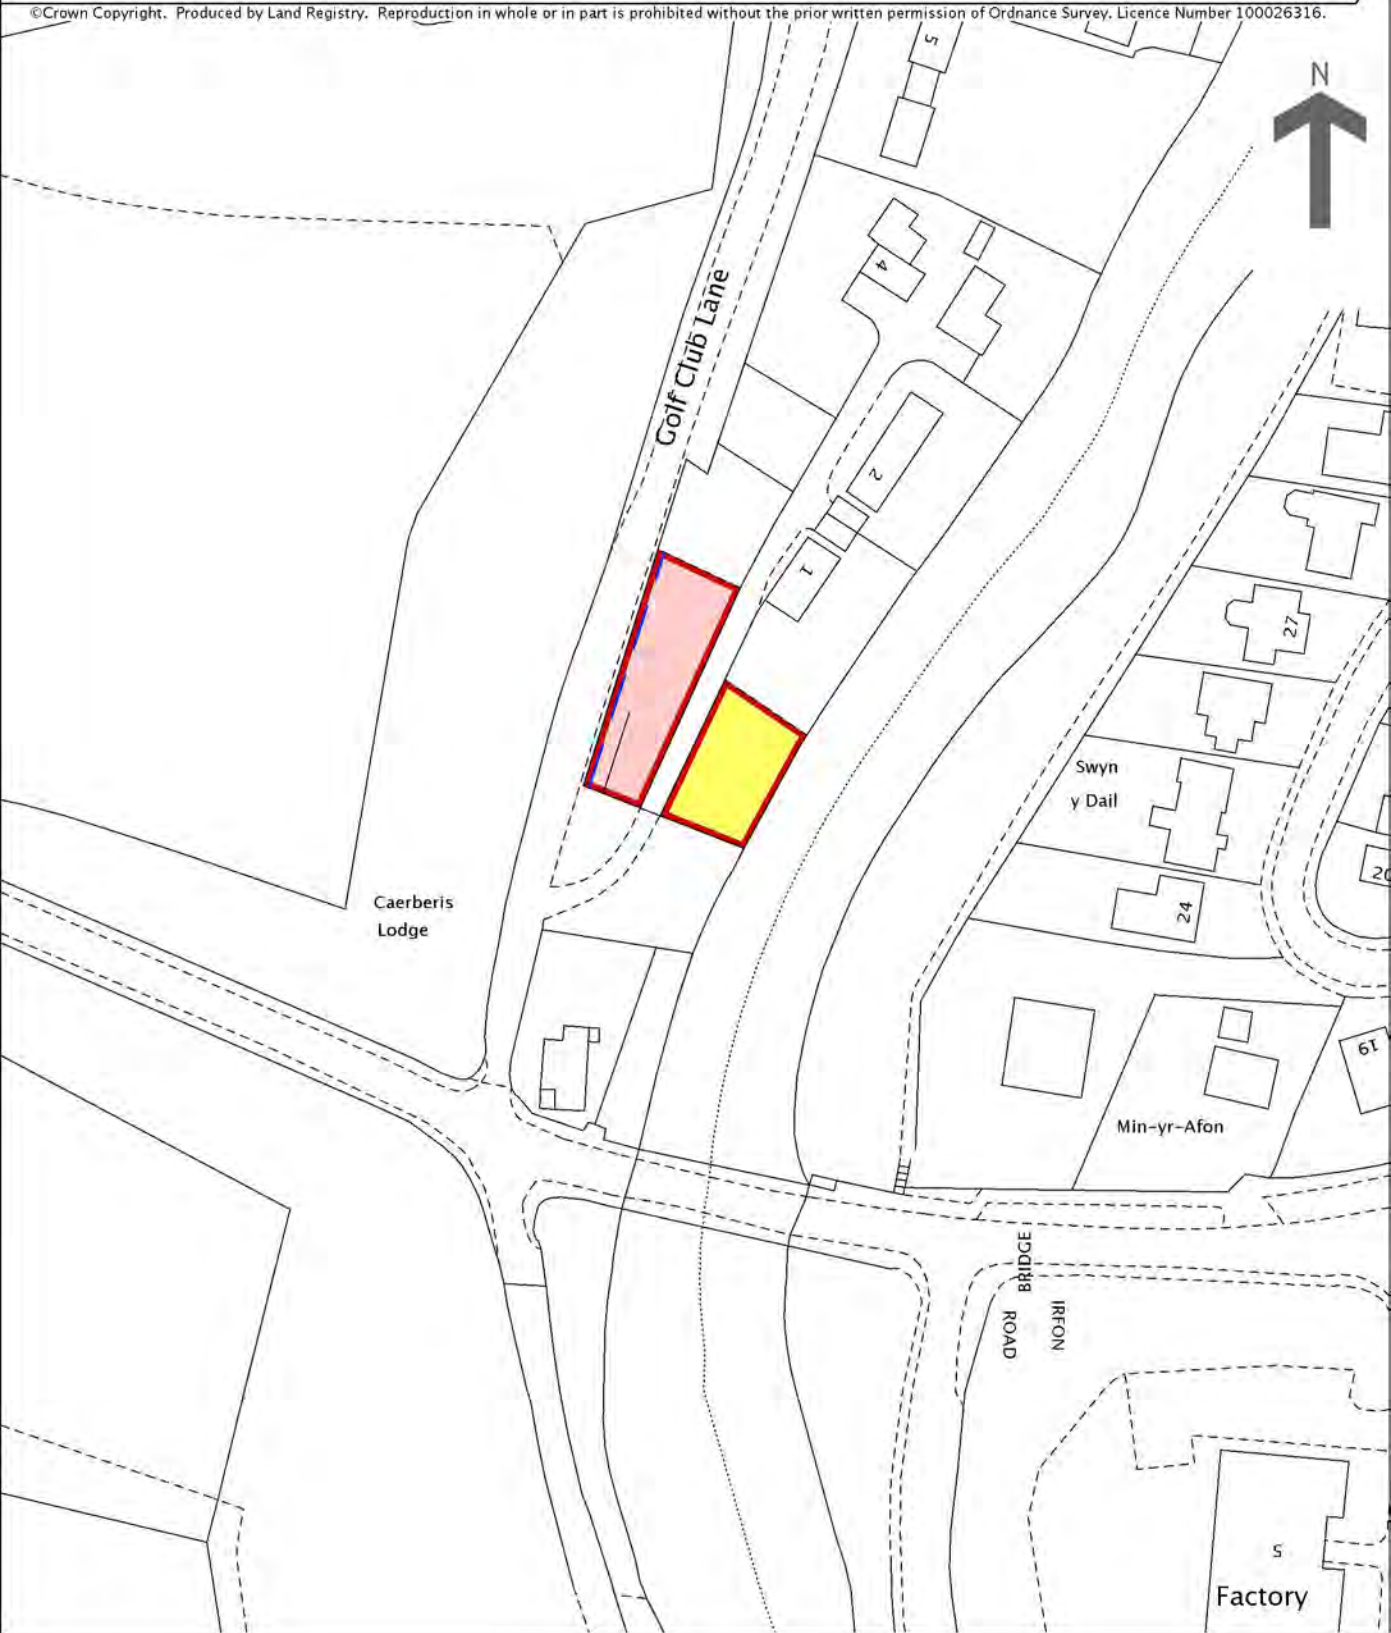 ©Crown Copyright. Produced by Land Registry. Reproduction in whole or in part is prohibited without the prior written permission of Ordnance Survey. Licence Number 100026316.
5
N
4
Golf Club Lane
2
1
27
Swyn
y Dail
20
24
Caerberis
Lodge
19
Min-yr-Afon
BRIDGE
IRFON
ROAD
5
Factory